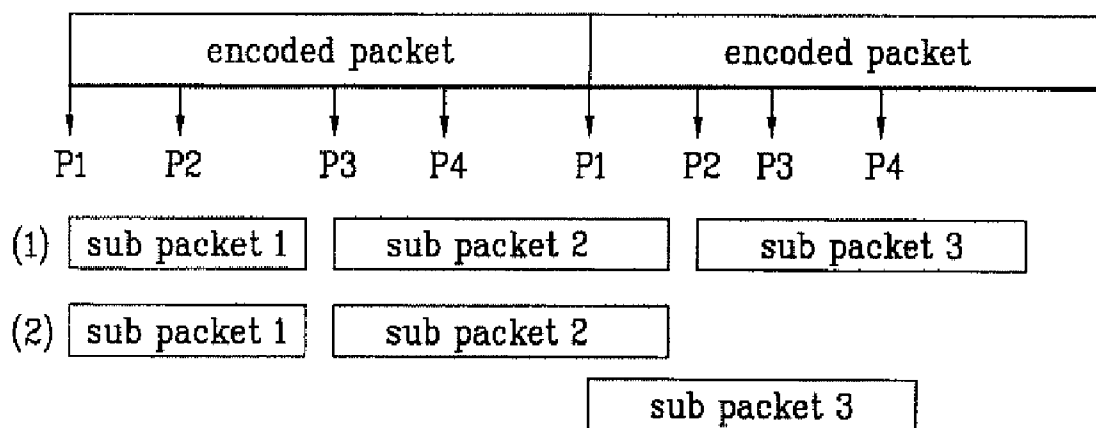 encoded packet encoded packet
P1 P2 P3 P4 P1 P2 P3 P4
(1) sub packet 1 sub packet 2 sub packet 3
(2) sub packet 1 sub packet 2
sub packet 3